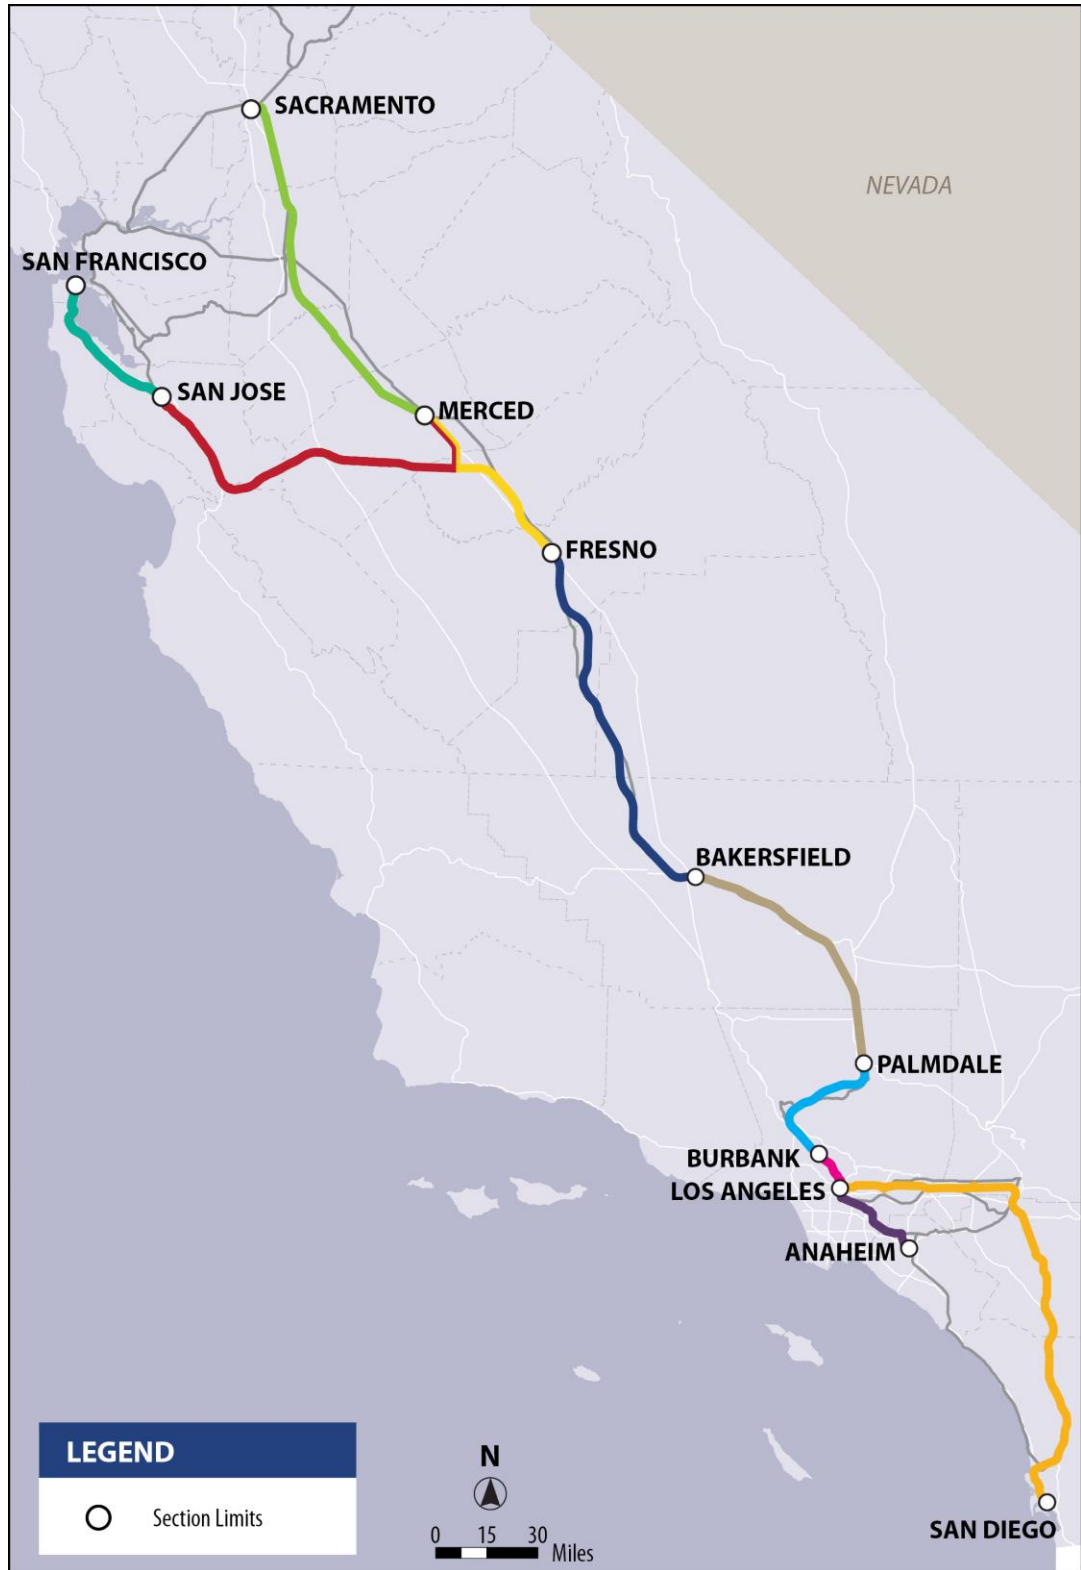 SACRAMENTO
NEVADA
SAN FRANCISCO
SAN JOSE
MERCED
FRESNO
BAKERSFIELD
PALMDALE
BURBANK
LOS ANGELES
ANAHEIM
SAN DIEGO
LEGEND
Section Limits
N
0 15 30
Miles